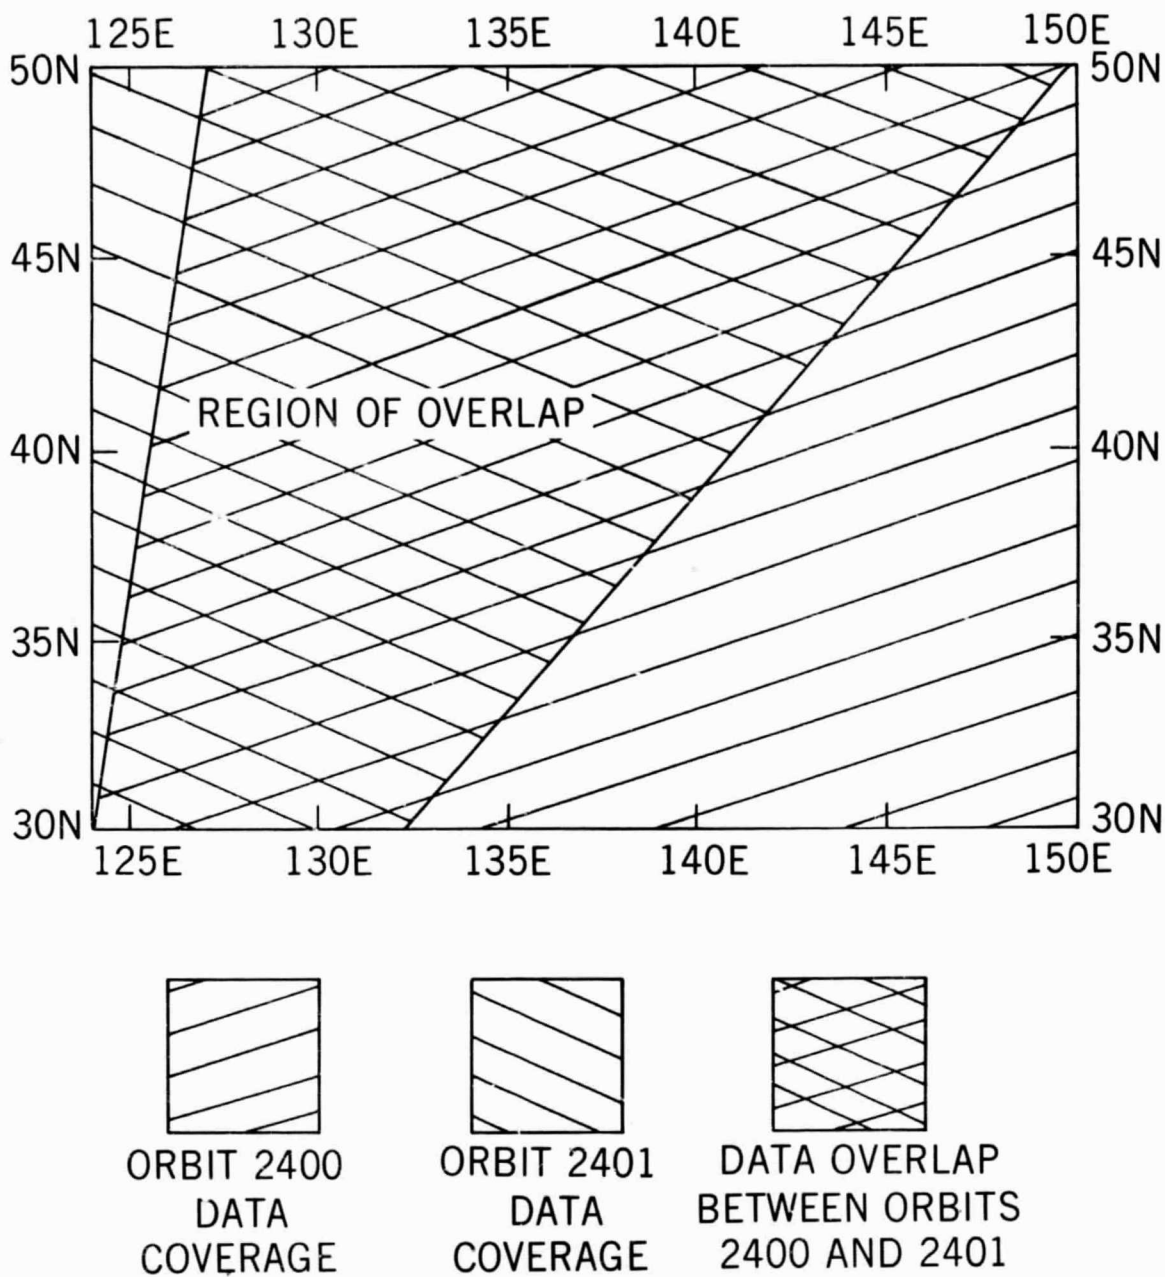 125E 130E 135E 140E 145E 150E
50N 50N
45N 45N
REGION OF OVERLAP
40N 40N
35N 35N
30N 30N
125E 130E 135E 140E 145E 150E
ORBIT 2400
DATA
COVERAGE
ORBIT 2401
DATA
COVERAGE
DATA OVERLAP
BETWEEN ORBITS
2400 AND 2401